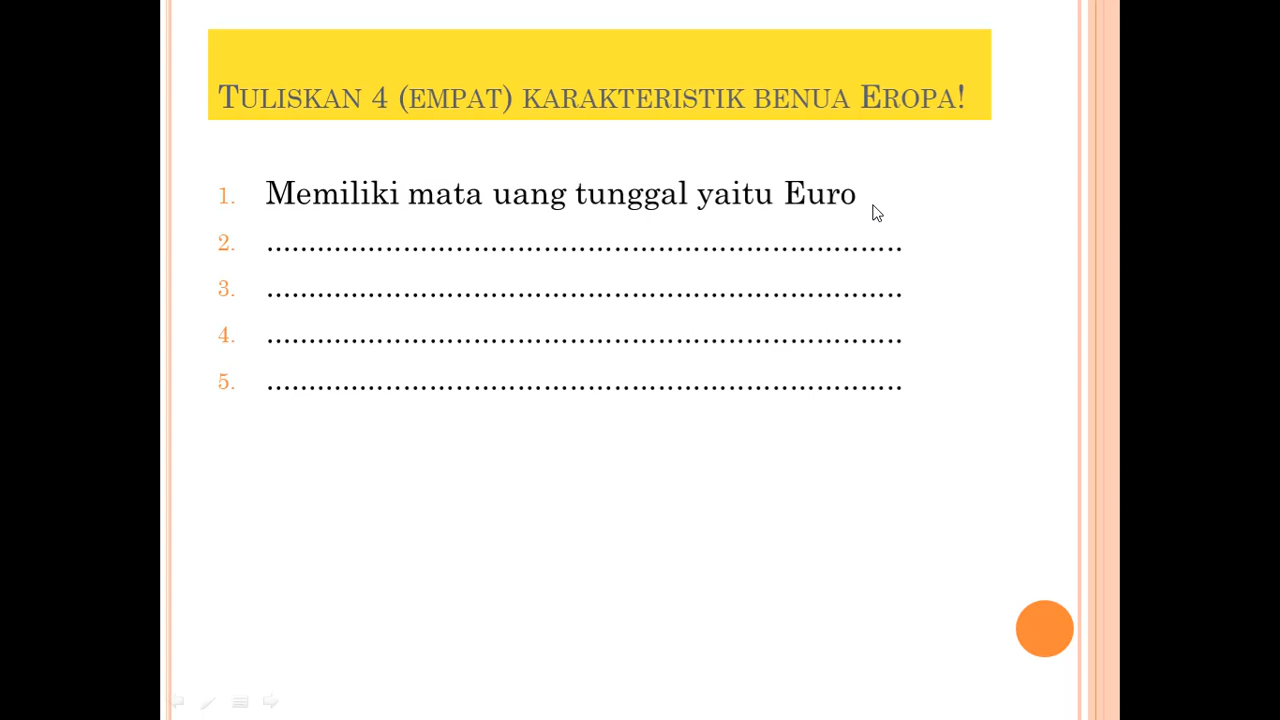 Tuliskan 4 (empat) karakteristik benua Eropa!
1. Memiliki mata uang tunggal yaitu Euro
2. ...........................................................................
3. ...........................................................................
4. ...........................................................................
5. ...........................................................................